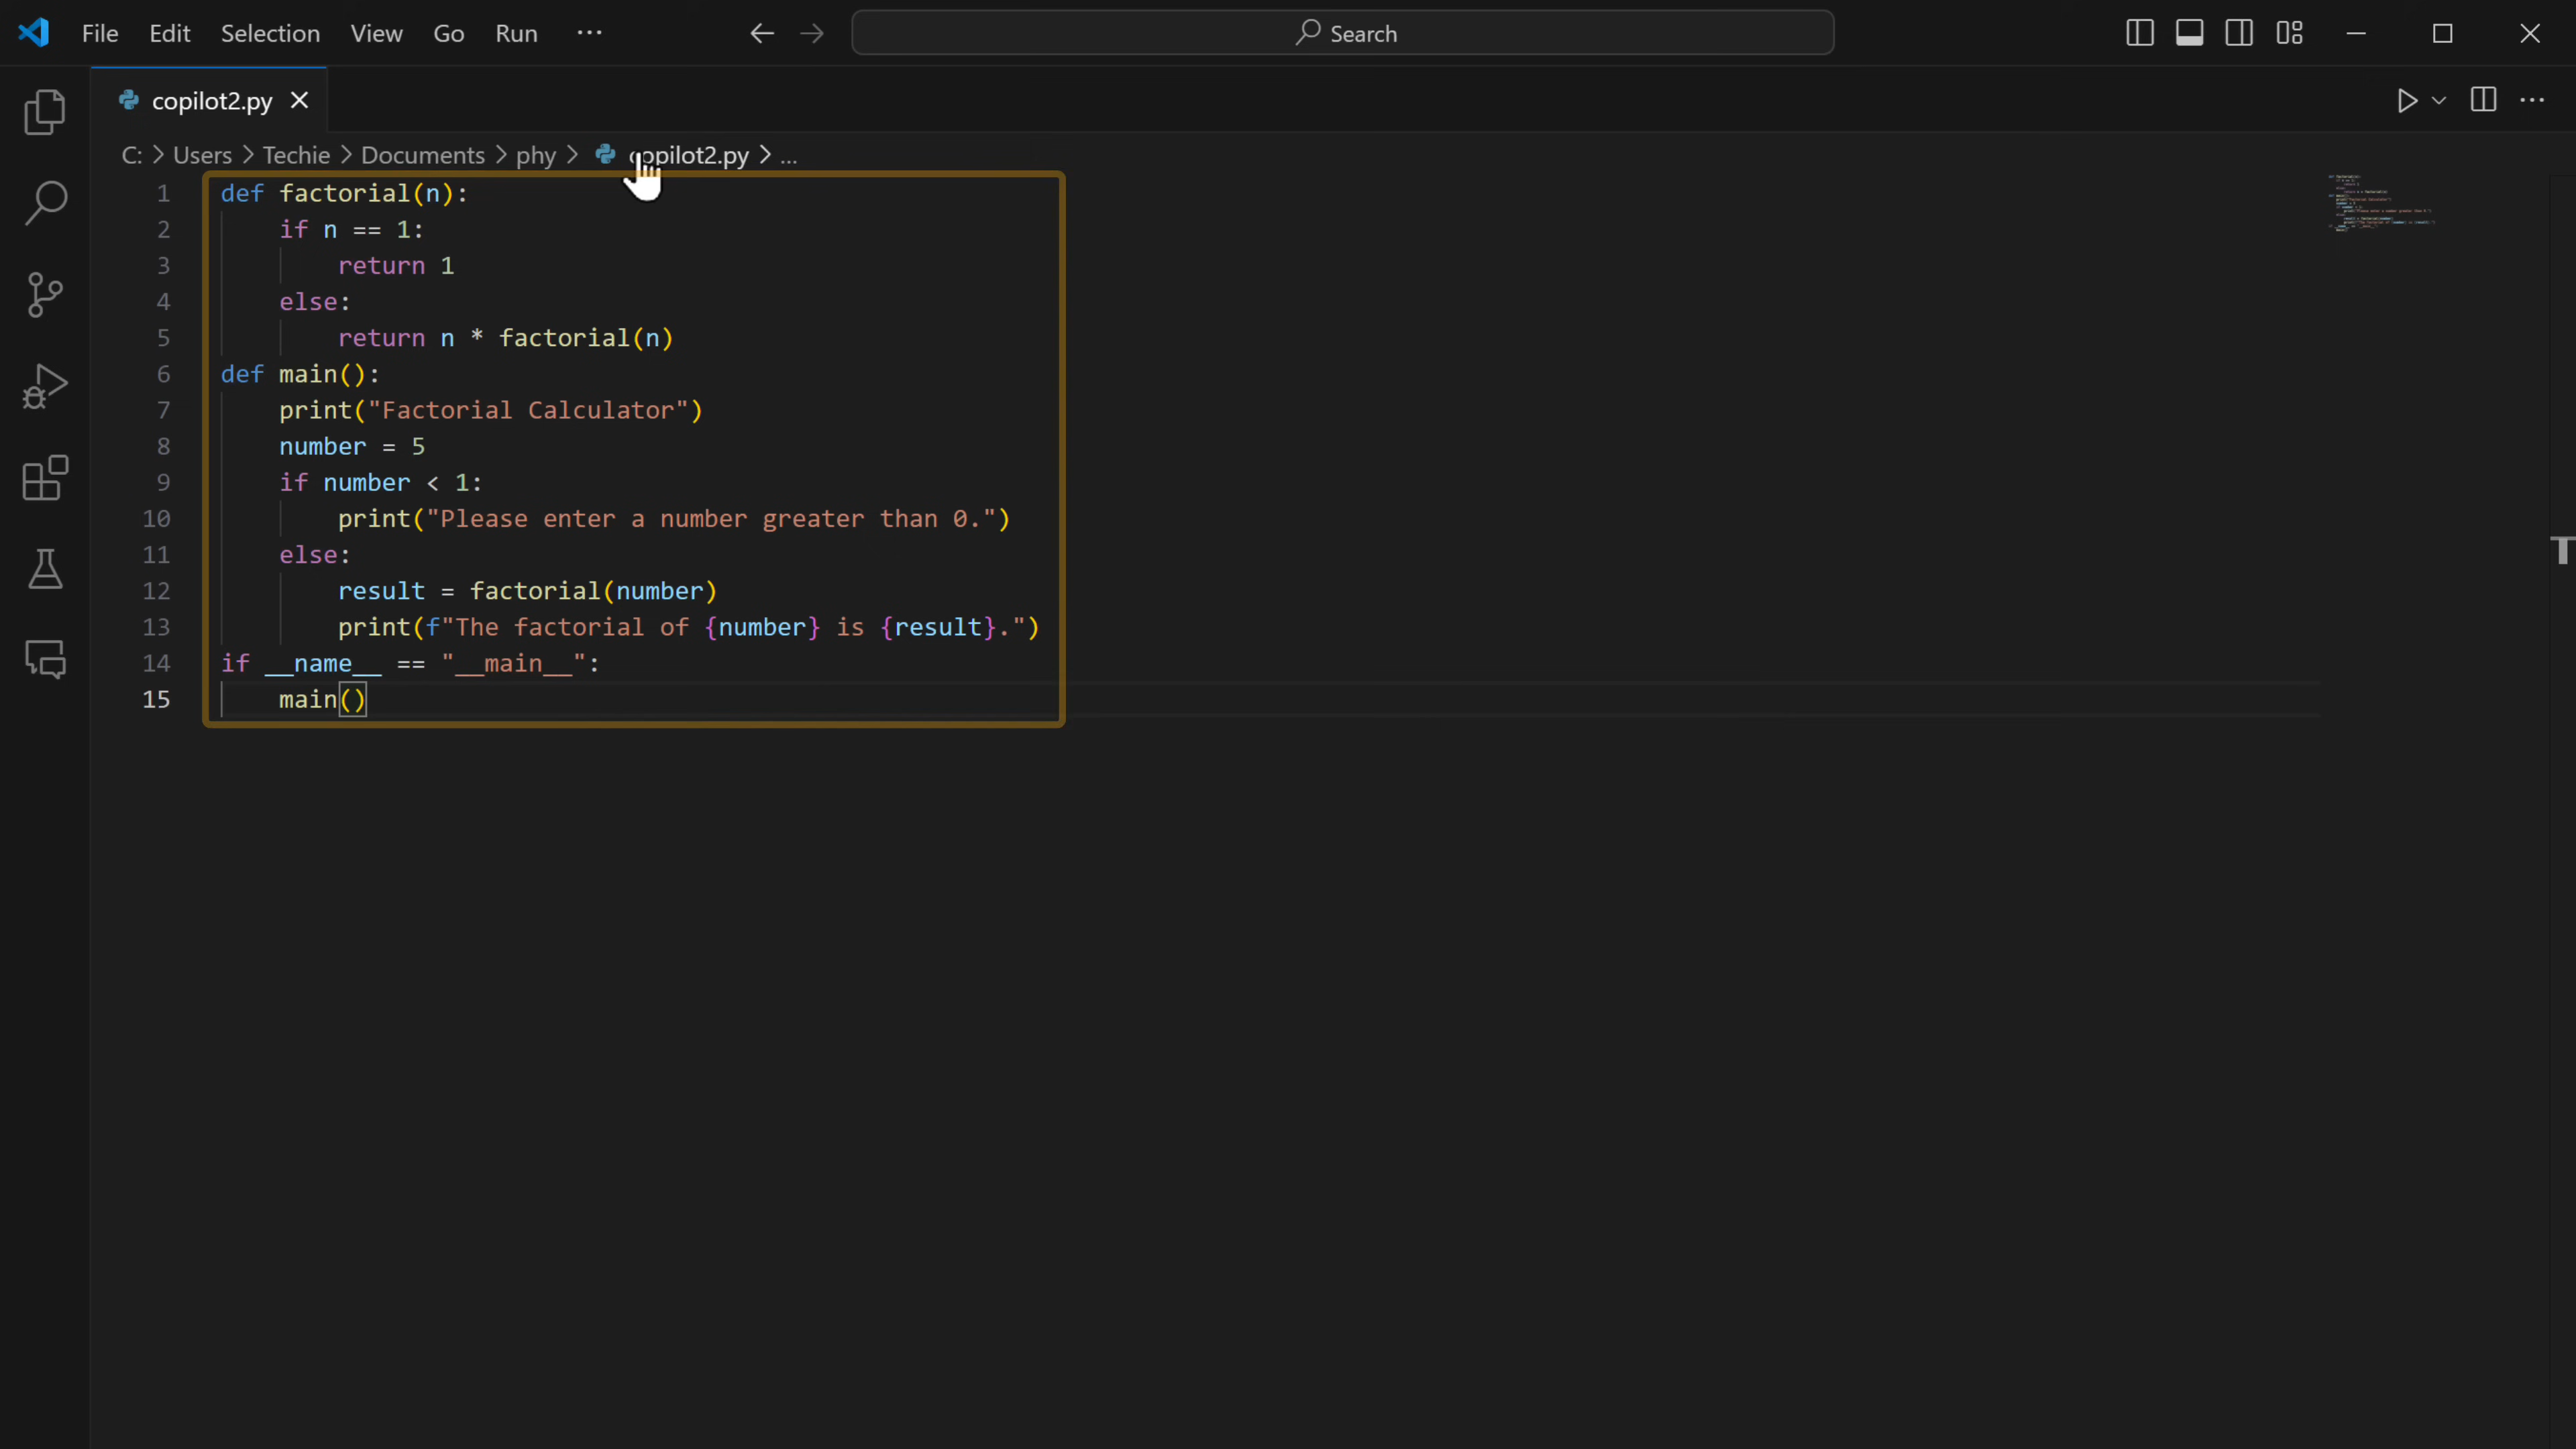 File Edit Selection View Go Run ··· Search
copilot2.py
C: > Users > Techie > Documents > phy > copilot2.py > ...
1 def factorial(n):
2     if n == 1:
3         return 1
4     else:
5         return n * factorial(n)
6 def main():
7     print("Factorial Calculator")
8     number = 5
9     if number < 1:
10         print("Please enter a number greater than 0.")
11     else:
12         result = factorial(number)
13         print(f"The factorial of {number} is {result}.")
14 if __name__ == "__main__":
15     main()